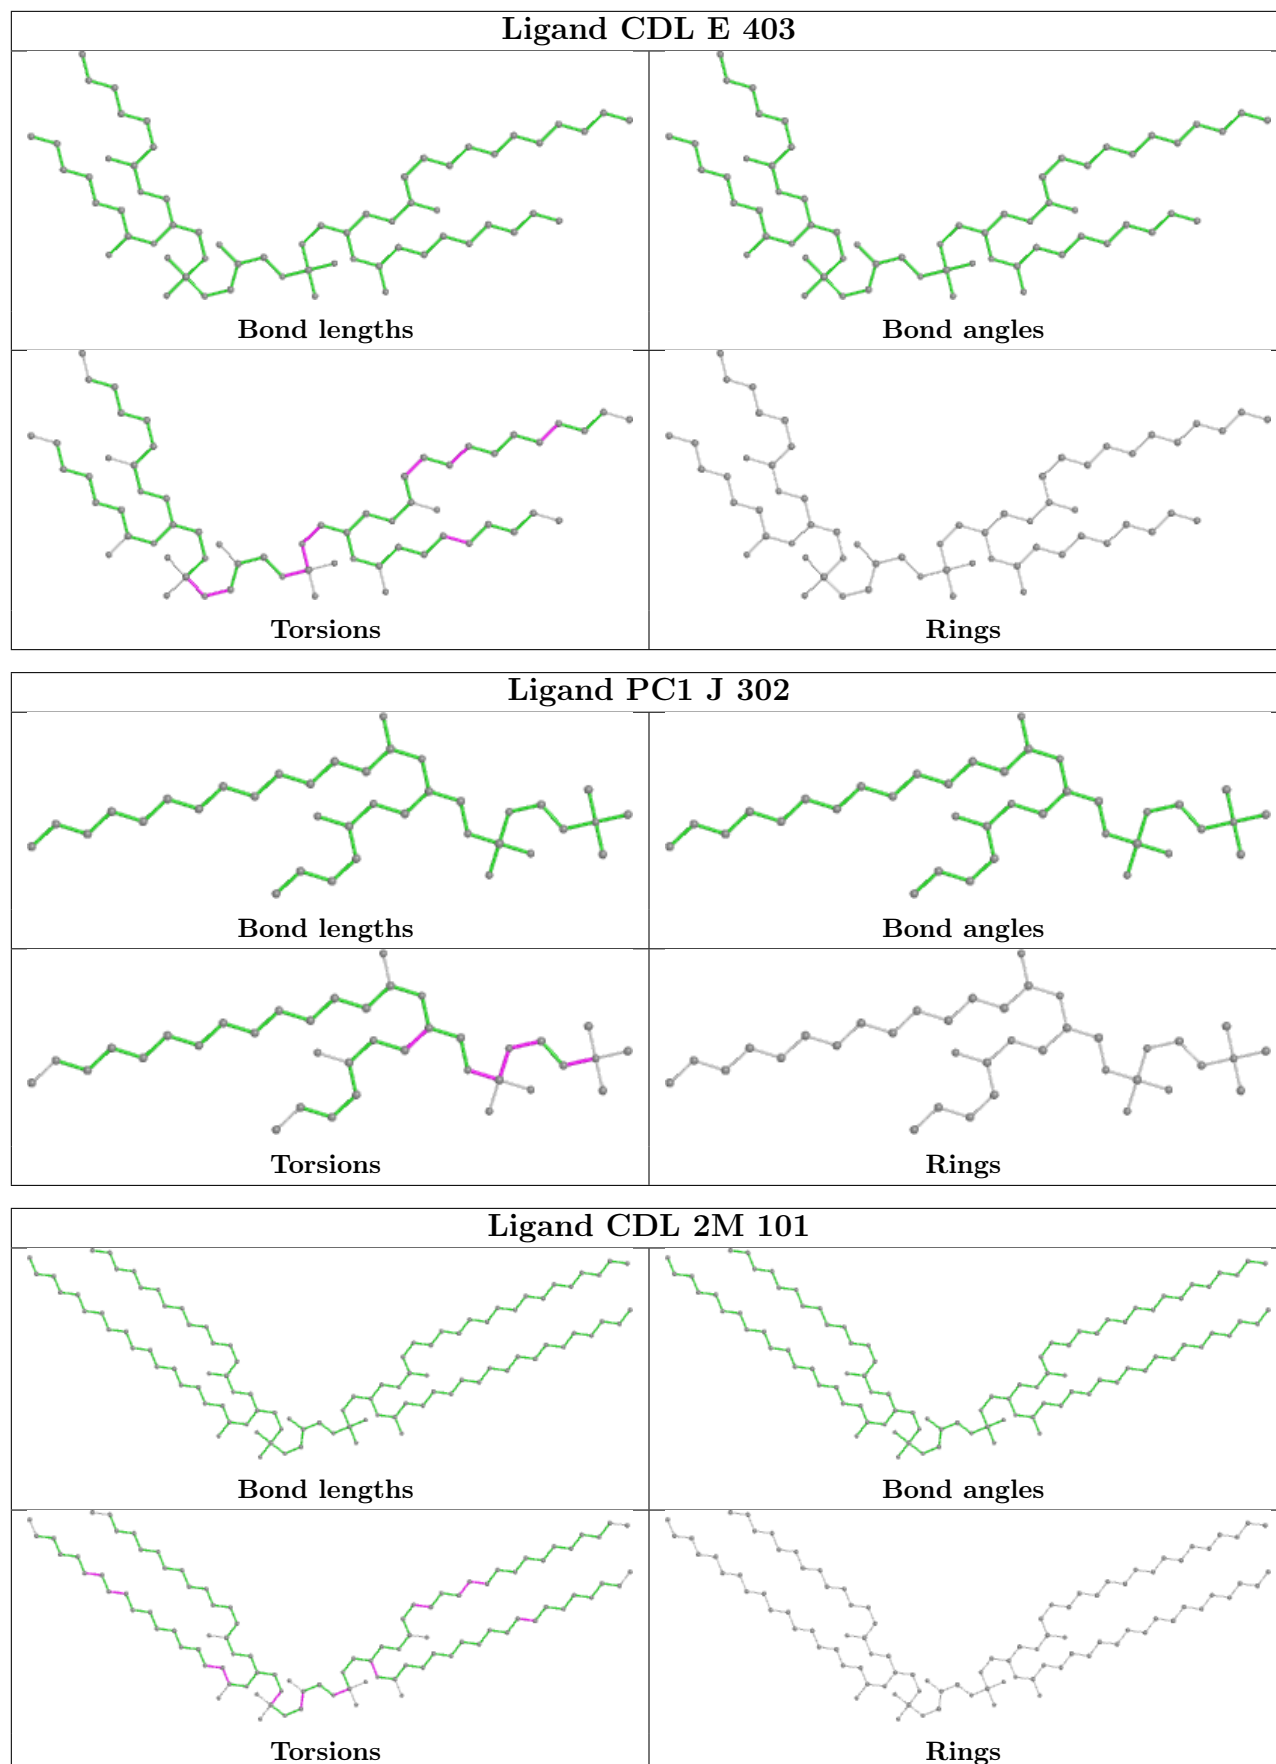 Ligand CDL E 403
Bond lengths
Bond angles
Torsions
Rings
Ligand PC1 J 302
Bond lengths
Bond angles
Torsions
Rings
Ligand CDL 2M 101
Bond lengths
Bond angles
Torsions
Rings